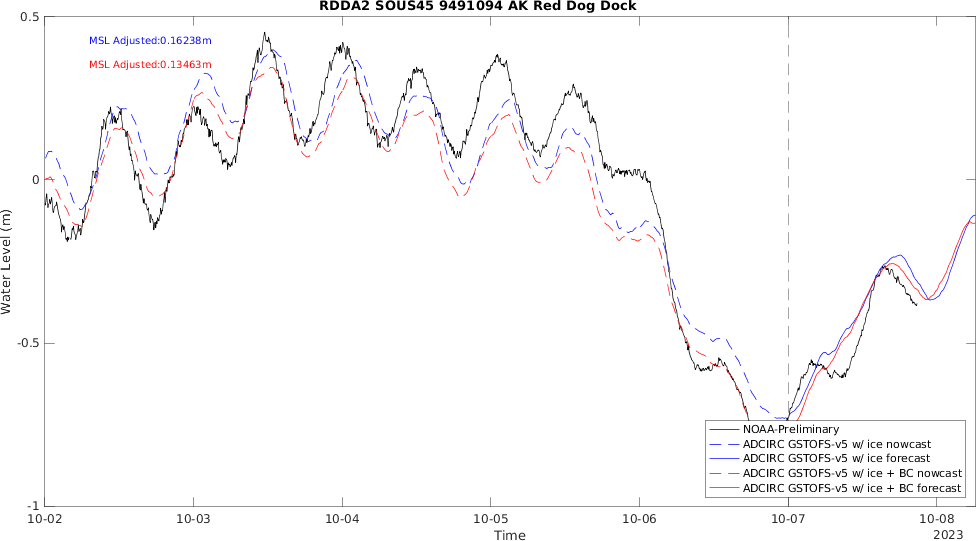 RDDA2 SOUS45 9491094 AK Red Dog Dock
MSL Adjusted:0.16238m
MSL Adjusted:0.13463m
0.5
0
-0.5
-1
Water Level (m)
NOAA-Preliminary
ADCIRC GSTOFS-v5 w/ ice nowcast
ADCIRC GSTOFS-v5 w/ ice forecast
ADCIRC GSTOFS-v5 w/ ice + BC nowcast
ADCIRC GSTOFS-v5 w/ ice + BC forecast
10-02 10-03 10-04 10-05 10-06 10-07 10-08
Time
2023